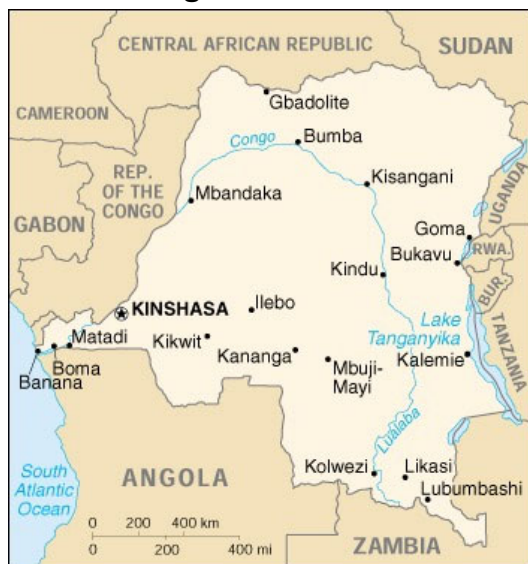 CENTRAL AFRICAN REPUBLIC
SUDAN
CAMEROON
Gbadolite
Congo
Bumba
REP.
OF THE
CONGO
Mbandaka
Kisangani
UGANDA
GABON
Goma
RWA.
Bukavu
Kindu
BUR.
KINSHASA
Ilebo
Lake
Tanganyika
TANZANIA
Matadi
Kikwit
Kananga
Mbuji-
Mayi
Kalemie
Boma
Banana
Lualaba
South
Atlantic
Ocean
ANGOLA
Kolwezi
Likasi
Lubumbashi
0 200 400 km
0 200 400 mi
ZAMBIA